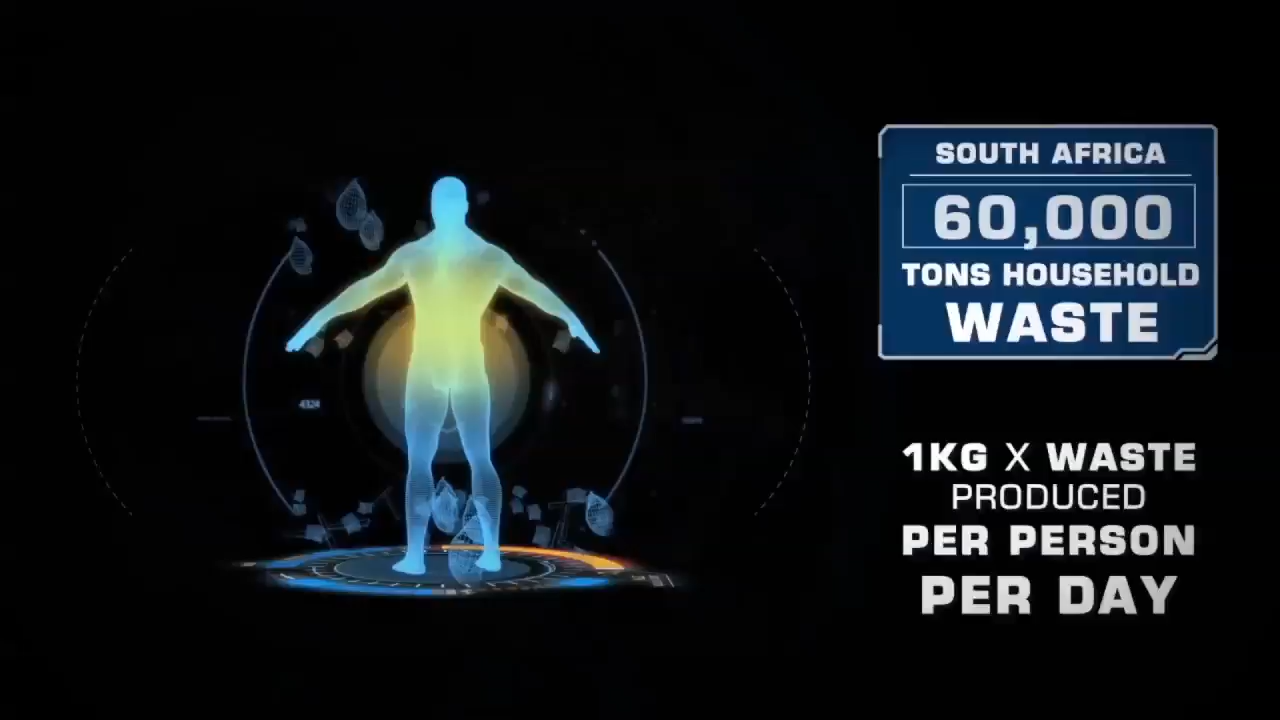 SOUTH AFRICA
60,000
TONS HOUSEHOLD
WASTE
1KG X WASTE
PRODUCED
PER PERSON
PER DAY